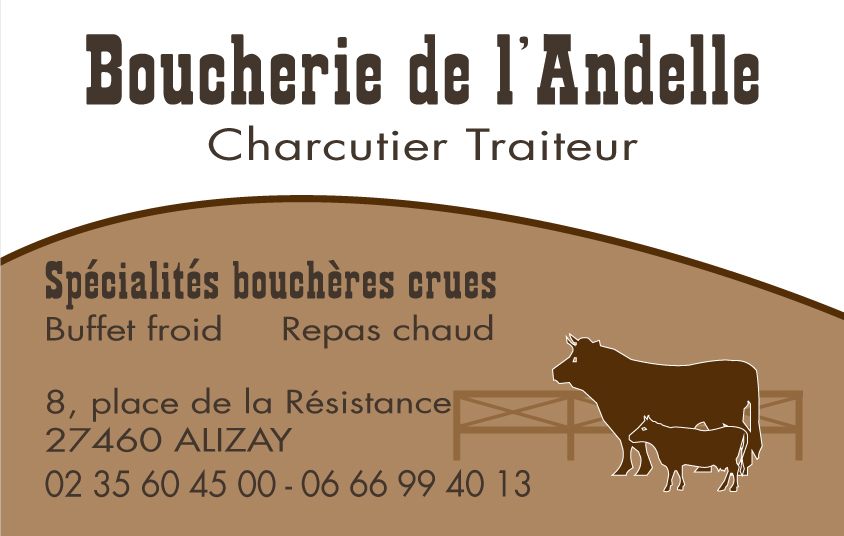 Boucherie de l'Andelle
Charcutier Traiteur
Spécialités bouchères crues
Buffet froid Repas chaud
8, place de la Résistance
27460 ALIZAY
02 35 60 45 00 - 06 66 99 40 13